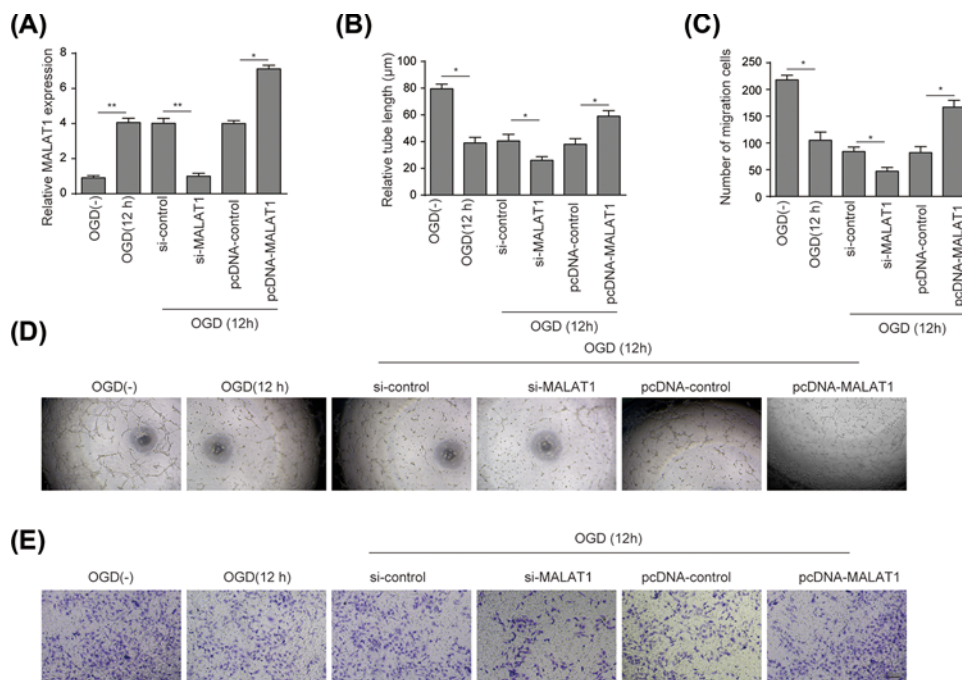 (A)
Relative MALAT1 expression
8
6
4
2
0
**
**
*
OGD(-)
OGD(12 h)
si-control
si-MALAT1
pcDNA-control
pcDNA-MALAT1
OGD (12h)
(B)
Relative tube length (µm)
100
80
60
40
20
0
*
*
*
OGD(-)
OGD(12 h)
si-control
si-MALAT1
pcDNA-control
pcDNA-MALAT1
OGD (12h)
(C)
Number of migration cells
250
200
150
100
50
0
*
*
*
OGD(-)
OGD(12 h)
si-control
si-MALAT1
pcDNA-control
pcDNA-MALAT1
OGD (12h)
(D)
OGD (12h)
OGD(-) OGD(12 h) si-control si-MALAT1 pcDNA-control pcDNA-MALAT1
(E)
OGD (12h)
OGD(-) OGD(12 h) si-control si-MALAT1 pcDNA-control pcDNA-MALAT1